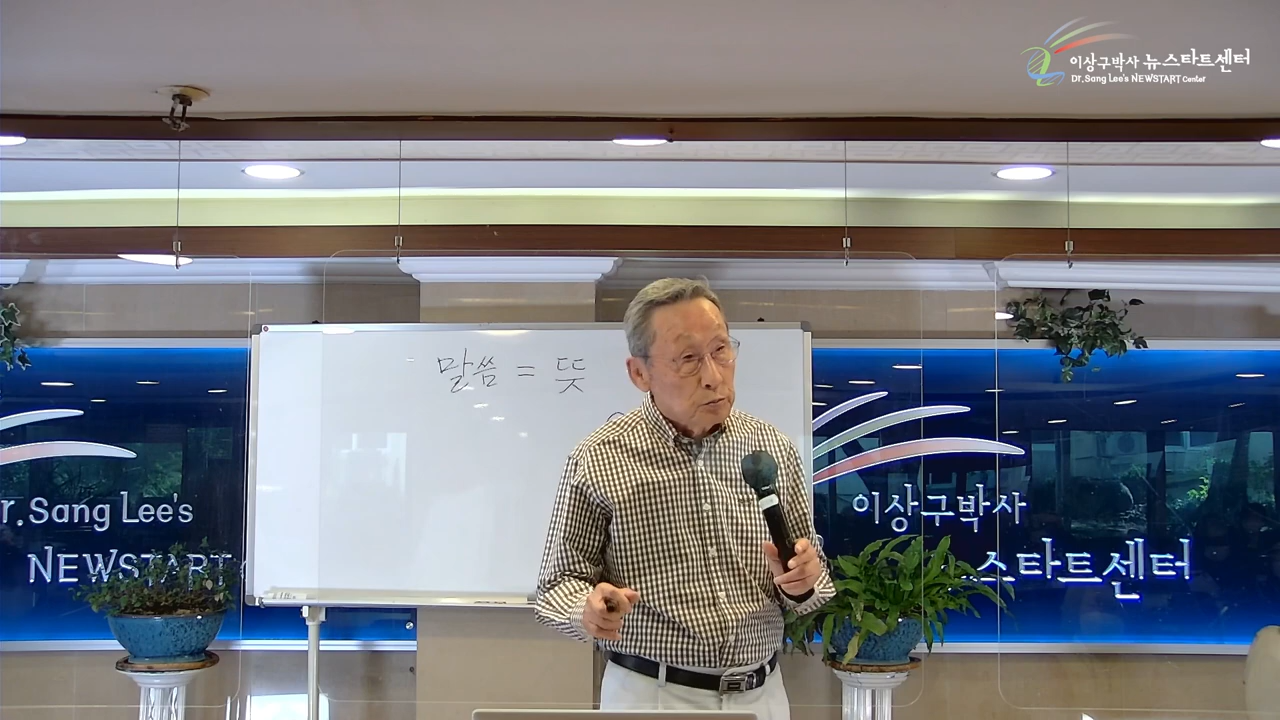 이상구박사 뉴스타트센터
Dr. Sang Lee's NEWSTART Center
말씀 = 뜻
r. Sang Lee's
NEWSTART
이상구박사
스타트센터